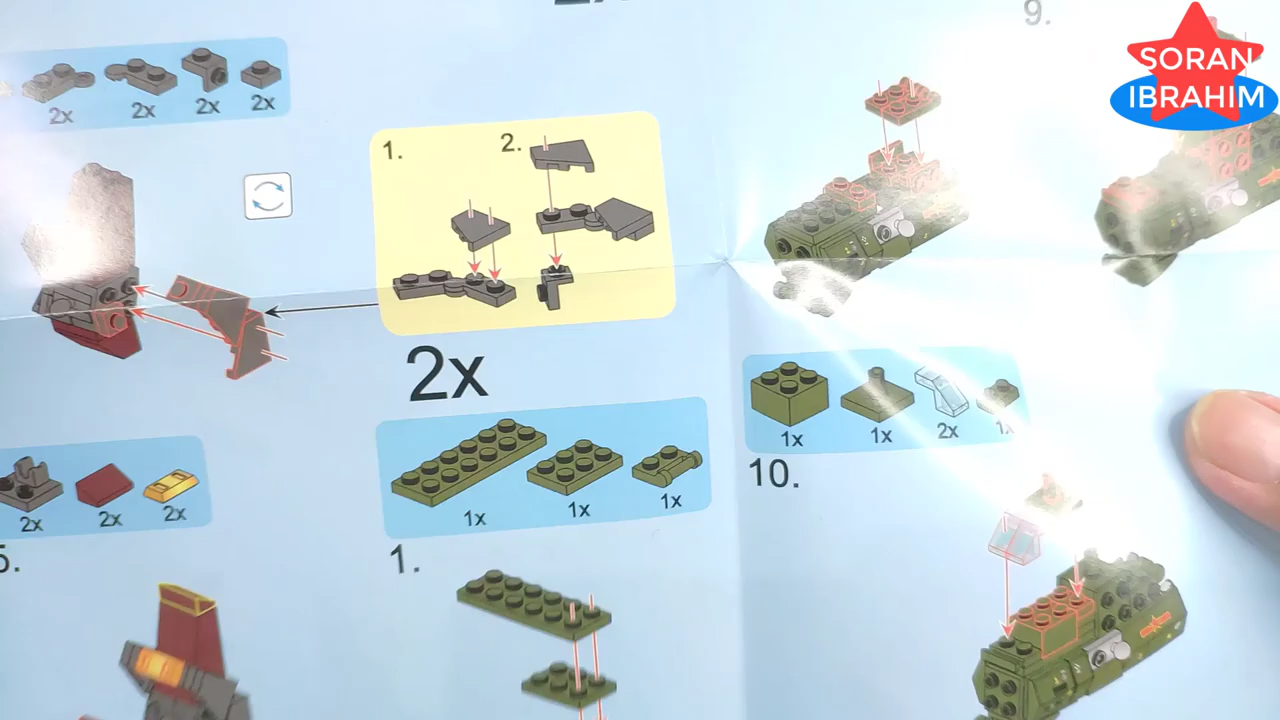 9.
SORAN
IBRAHIM
2x 2x 2x 2x
1.
2.
2x
1x 1x 2x 1x
10.
2x 2x 2x
1x 1x 1x
5.
1.